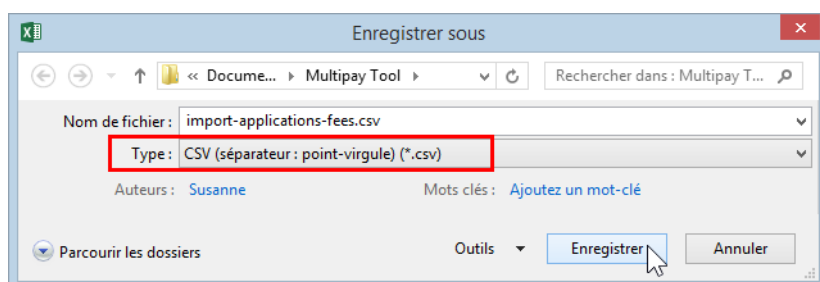 Enregistrer sous
« Docume... Multipay Tool Rechercher dans : Multipay T...
Nom de fichier : import-applications-fees.csv
Type : CSV (séparateur : point-virgule) (*.csv)
Auteurs : Susanne Mots clés : Ajoutez un mot-clé
Parcourir les dossiers Outils Enregistrer Annuler